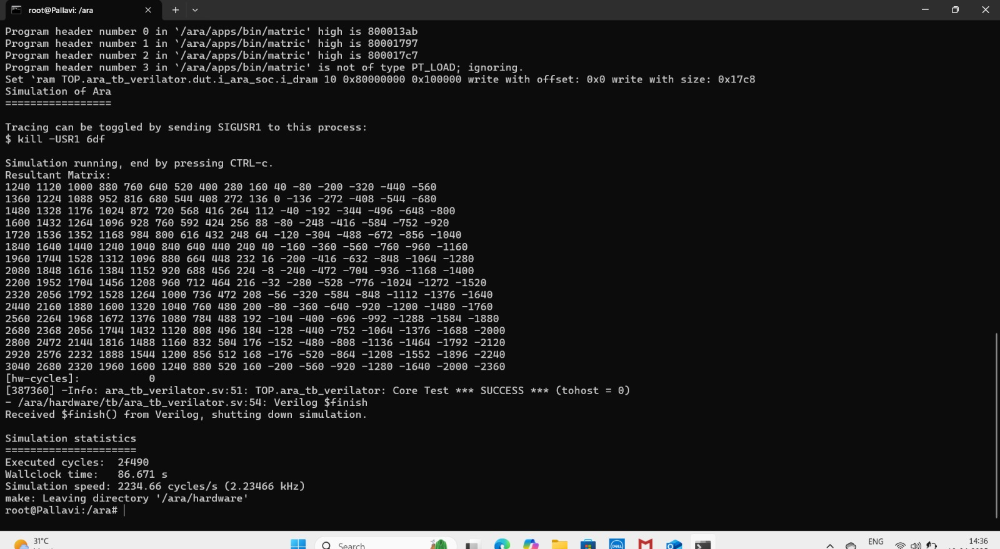 root@Pallavi: /ara
Program header number 0 in `/ara/apps/bin/matric' high is 800013ab
Program header number 1 in `/ara/apps/bin/matric' high is 80001797
Program header number 2 in `/ara/apps/bin/matric' high is 800017c7
Program header number 3 in `/ara/apps/bin/matric' is not of type PT_LOAD; ignoring.
Set `ram TOP.ara_tb_verilator.dut.i_ara_soc.i_dram 10 0x80000000 0x100000 write with offset: 0x0 write with size: 0x17c8
Simulation of Ara
=================
Tracing can be toggled by sending SIGUSR1 to this process:
$ kill -USR1 6df
Simulation running, end by pressing CTRL-c.
Resultant Matrix:
1240 1120 1000 880 760 640 520 400 280 160 40 -80 -200 -320 -440 -560
1360 1224 1088 952 816 680 544 408 272 136 0 -136 -272 -408 -544 -680
1480 1328 1176 1024 872 720 568 416 264 112 -40 -192 -344 -496 -648 -800
1600 1432 1264 1096 928 760 592 424 256 88 -80 -248 -416 -584 -752 -920
1720 1536 1352 1168 984 800 616 432 248 64 -120 -304 -488 -672 -856 -1040
1840 1640 1440 1240 1040 840 640 440 240 40 -160 -360 -560 -760 -960 -1160
1960 1744 1528 1312 1096 880 664 448 232 16 -200 -416 -632 -848 -1064 -1280
2080 1848 1616 1384 1152 920 688 456 224 -8 -240 -472 -704 -936 -1168 -1400
2200 1952 1704 1456 1208 960 712 464 216 -32 -280 -528 -776 -1024 -1272 -1520
2320 2056 1792 1528 1264 1000 736 472 208 -56 -320 -584 -848 -1112 -1376 -1640
2440 2160 1880 1600 1320 1040 760 480 200 -80 -360 -640 -920 -1200 -1480 -1760
2560 2264 1968 1672 1376 1080 784 488 192 -104 -400 -696 -992 -1288 -1584 -1880
2680 2368 2056 1744 1432 1120 808 496 184 -128 -440 -752 -1064 -1376 -1688 -2000
2800 2472 2144 1816 1488 1160 832 504 176 -152 -480 -808 -1136 -1464 -1792 -2120
2920 2576 2232 1888 1544 1200 856 512 168 -176 -520 -864 -1208 -1552 -1896 -2240
3040 2680 2320 1960 1600 1240 880 520 160 -200 -560 -920 -1280 -1640 -2000 -2360
[hw-cycles]: 0
[387360] -Info: ara_tb_verilator.sv:51: TOP.ara_tb_verilator: Core Test *** SUCCESS *** (tohost = 0)
- /ara/hardware/tb/ara_tb_verilator.sv:54: Verilog $finish
Received $finish() from Verilog, shutting down simulation.
Simulation statistics
=====================
Executed cycles: 2f490
Wallclock time: 86.671 s
Simulation speed: 2234.66 cycles/s (2.23466 kHz)
make: Leaving directory '/ara/hardware'
root@Pallavi:/ara#
31°C
Search
DELL
ENG
14:36